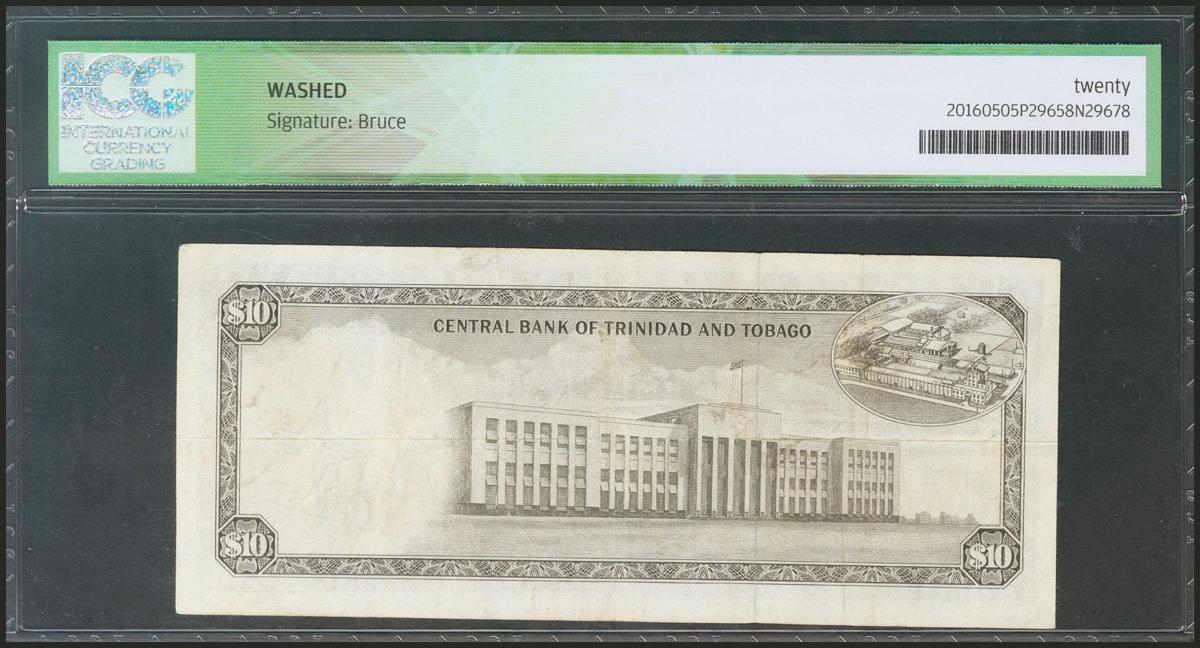 ICG
INTERNATIONAL
CURRENCY
GRADING
WASHED
Signature: Bruce
twenty
20160505P29658N29678
$10
CENTRAL BANK OF TRINIDAD AND TOBAGO
$10
$10